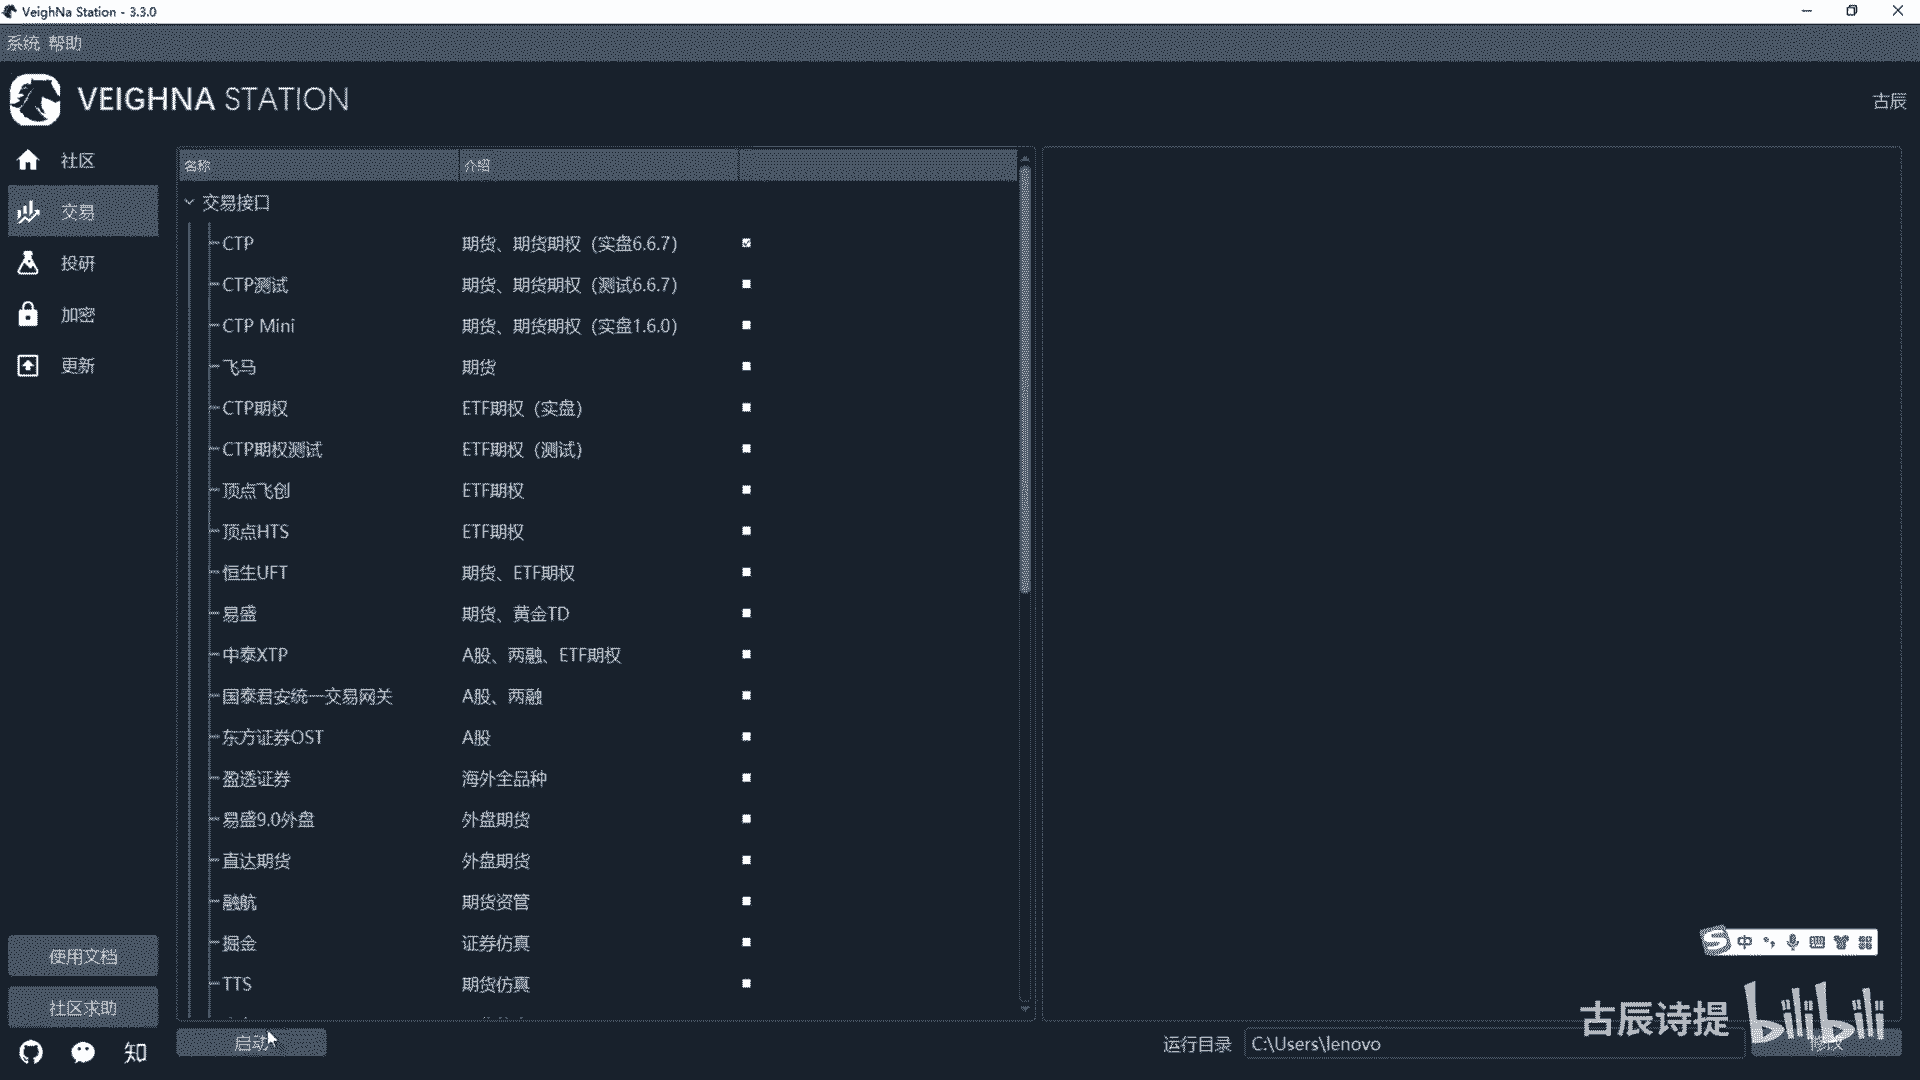 VeighNa Station - 3.3.0
系统 帮助
VEIGHNA STATION
古辰
社区
交易
投研
加密
更新
名称 介绍
交易接口
CTP 期货、期货期权（实盘6.6.7）
CTP测试 期货、期货期权（测试6.6.7）
CTP Mini 期货、期货期权（实盘1.6.0）
飞马 期货
CTP期权 ETF期权（实盘）
CTP期权测试 ETF期权（测试）
顶点飞创 ETF期权
顶点HTS ETF期权
恒生UFT 期货、ETF期权
易盛 期货、黄金TD
中泰XTP A股、两融、ETF期权
国泰君安统一交易网关 A股、两融
东方证券OST A股
盈透证券 海外全品种
易盛9.0外盘 外盘期货
直达期货 外盘期货
融航 期货资管
掘金 证券仿真
TTS 期货仿真
使用文档
社区求助
知
启动
运行目录 C:\Users\lenovo 修改
中
古辰诗提 bilibili